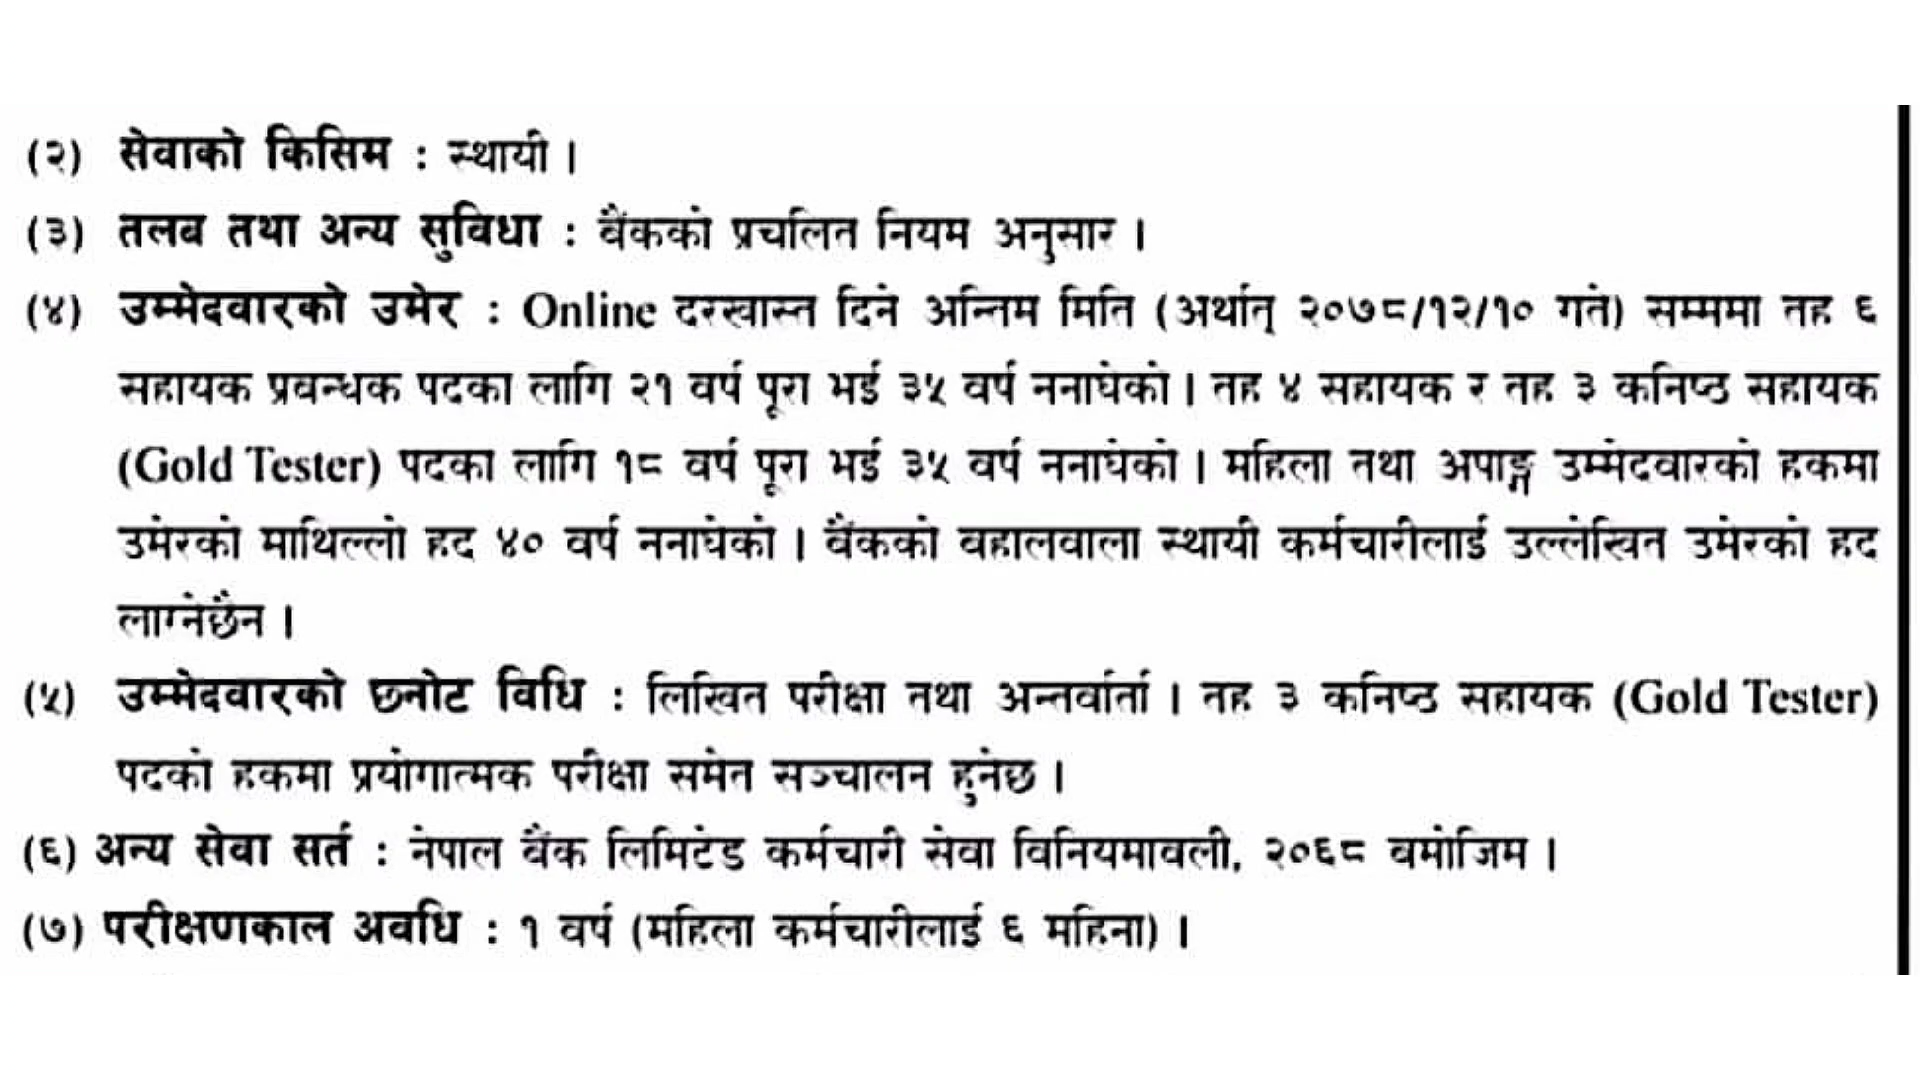 (२) सेवाको किसिम : स्थायी ।
(३) तलब तथा अन्य सुविधा : बैंकको प्रचलित नियम अनुसार ।
(४) उम्मेदवारको उमेर : Online दरखास्त दिने अन्तिम मिति (अर्थात् २०७८/१२/१० गते) सम्ममा तह ६
सहायक प्रबन्धक पदका लागि २१ वर्ष पूरा भई ३५ वर्ष ननाघेको । तह ४ सहायक र तह ३ कनिष्ठ सहायक
(Gold Tester) पदका लागि १८ वर्ष पूरा भई ३५ वर्ष ननाघेको । महिला तथा अपाङ्ग उम्मेदवारको हकमा
उमेरको माथिल्लो हद ४० वर्ष ननाघेको । बैंकको बहालवाला स्थायी कर्मचारीलाई उल्लेखित उमेरको हद
लाग्नेछैन ।
(५) उम्मेदवारको छनोट विधि : लिखित परीक्षा तथा अन्तर्वार्ता । तह ३ कनिष्ठ सहायक (Gold Tester)
पदको हकमा प्रयोगात्मक परीक्षा समेत सञ्चालन हुनेछ ।
(६) अन्य सेवा सर्त : नेपाल बैंक लिमिटेड कर्मचारी सेवा विनियमावली, २०६८ बमोजिम ।
(७) परीक्षणकाल अवधि : १ वर्ष (महिला कर्मचारीलाई ६ महिना) ।